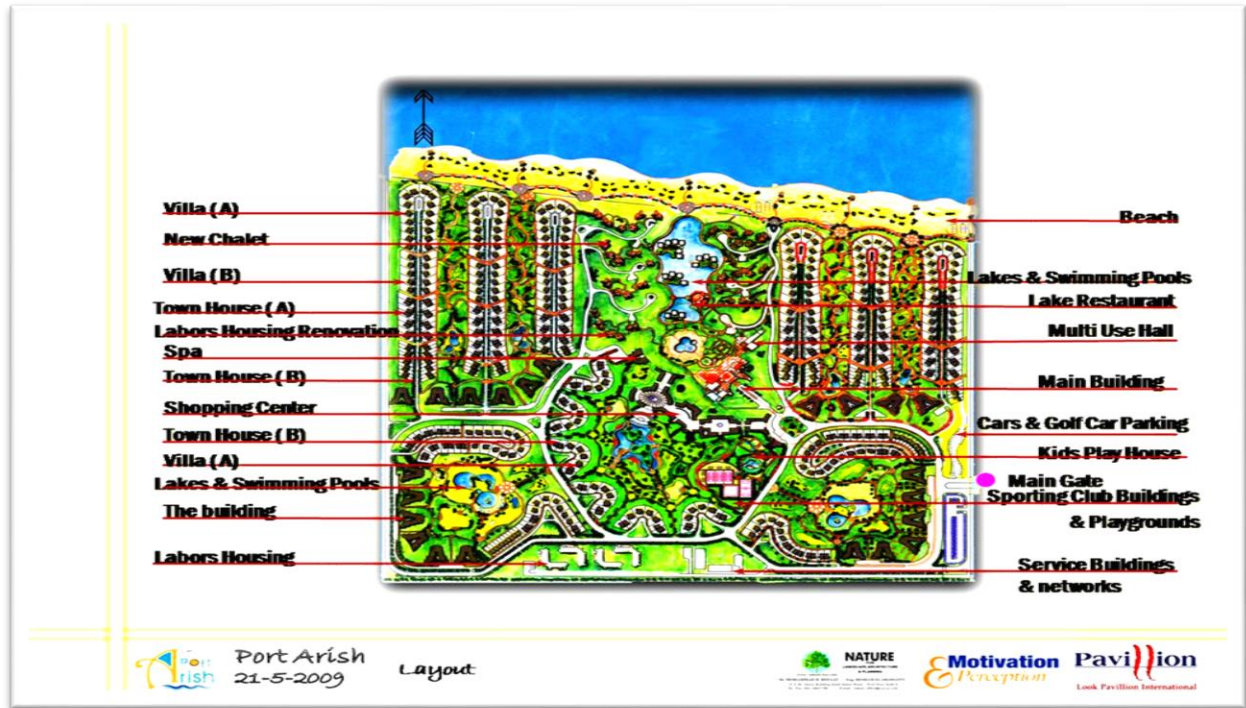 Villa ( A )
New Chalet
Villa ( B )
Town House ( A )
Labors Housing Renovation
Spa
Town House ( B )
Shopping Center
Town House ( B )
Villa ( A )
Lakes & Swimming Pools
The building
Labors Housing
Beach
Lakes & Swimming Pools
Lake Restaurant
Multi Use Hall
Main Building
Cars & Golf Car Parking
Kids Play House
Main Gate
Sporting Club Buildings
& Playgrounds
Service Buildings
& networks
Port
Arish
Port Arish
21-5-2009
Layout
NATURE
LANDSCAPE ARCHITECTURE
& PLANNING
Motivation
& Perception
Pavillion
Look Pavillion International